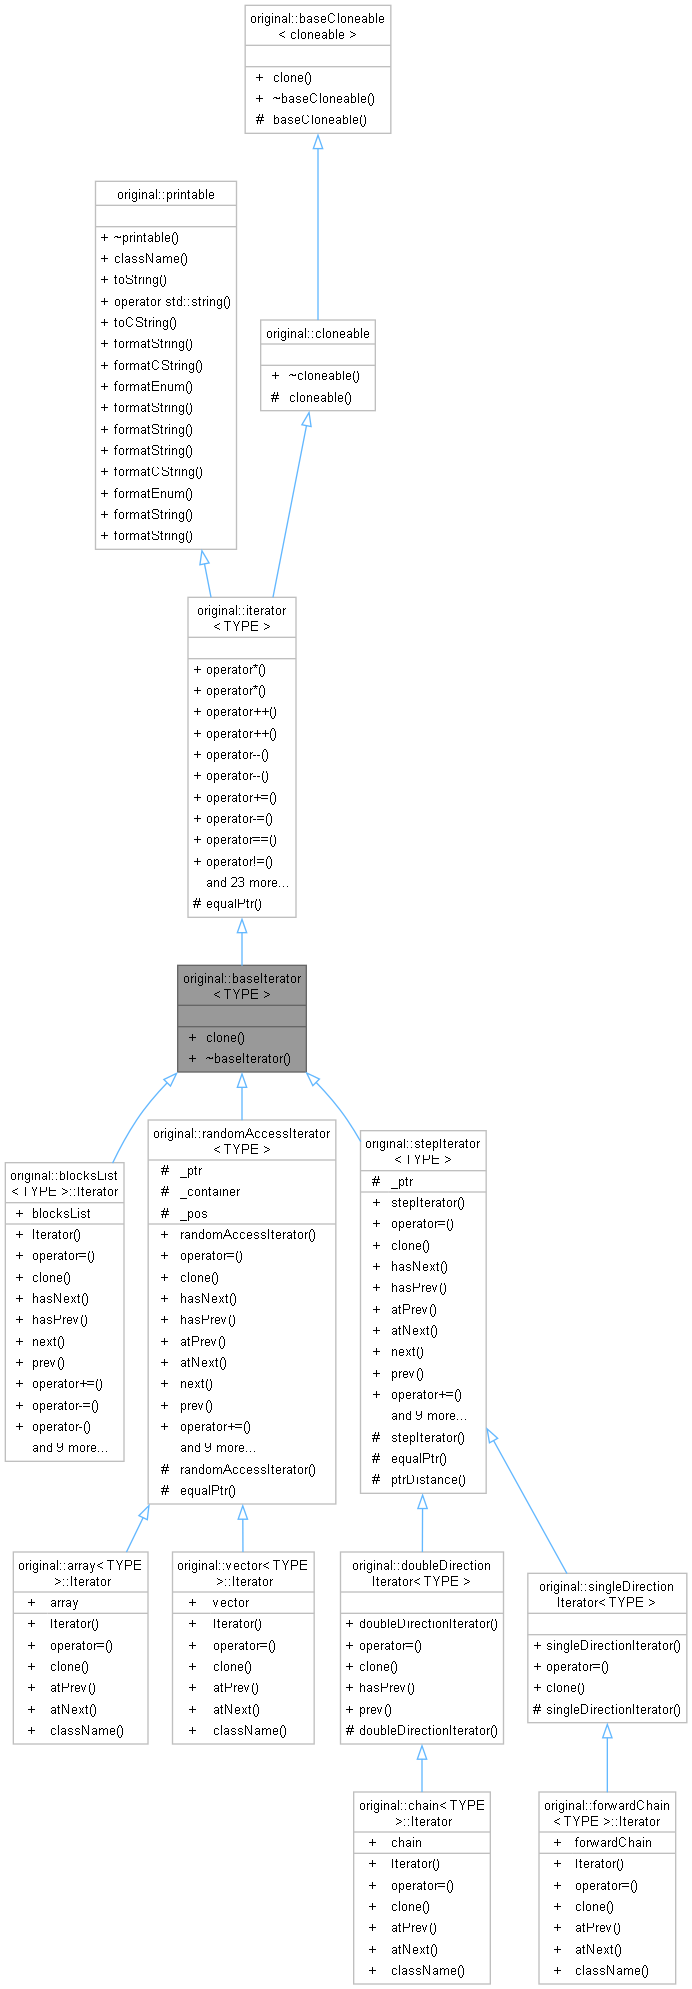 original::baseCloneable
< cloneable >
+ clone()
+ ~baseCloneable()
# baseCloneable()
original::printable
+ ~printable()
+ className()
+ toString()
+ operator std::string()
+ toCString()
+ formatString()
+ formatCString()
+ formatEnum()
+ formatString()
+ formatString()
+ formatString()
+ formatCString()
+ formatEnum()
+ formatString()
+ formatString()
original::cloneable
+ ~cloneable()
# cloneable()
original::iterator
< TYPE >
+ operator*()
+ operator*()
+ operator++()
+ operator++()
+ operator--()
+ operator--()
+ operator+=()
+ operator-=()
+ operator==()
+ operator!=()
and 23 more...
# equalPtr()
original::baseIterator
< TYPE >
+ clone()
+ ~baseIterator()
original::blocksList
< TYPE >::Iterator
+ blocksList
+ Iterator()
+ operator=()
+ clone()
+ hasNext()
+ hasPrev()
+ next()
+ prev()
+ operator+=()
+ operator-=()
+ operator-()
and 9 more...
original::randomAccessIterator
< TYPE >
# _ptr
# _container
# _pos
+ randomAccessIterator()
+ operator=()
+ clone()
+ hasNext()
+ hasPrev()
+ atPrev()
+ atNext()
+ next()
+ prev()
+ operator+=()
and 9 more...
# randomAccessIterator()
# equalPtr()
original::stepIterator
< TYPE >
# _ptr
+ stepIterator()
+ operator=()
+ clone()
+ hasNext()
+ hasPrev()
+ atPrev()
+ atNext()
+ next()
+ prev()
+ operator+=()
and 9 more...
# stepIterator()
# equalPtr()
# ptrDistance()
original::array< TYPE
>::Iterator
+ array
+ Iterator()
+ operator=()
+ clone()
+ atPrev()
+ atNext()
+ className()
original::vector< TYPE
>::Iterator
+ vector
+ Iterator()
+ operator=()
+ clone()
+ atPrev()
+ atNext()
+ className()
original::doubleDirection
Iterator< TYPE >
+ doubleDirectionIterator()
+ operator=()
+ clone()
+ hasPrev()
+ prev()
# doubleDirectionIterator()
original::singleDirection
Iterator< TYPE >
+ singleDirectionIterator()
+ operator=()
+ clone()
# singleDirectionIterator()
original::chain< TYPE
>::Iterator
+ chain
+ Iterator()
+ operator=()
+ clone()
+ atPrev()
+ atNext()
+ className()
original::forwardChain
< TYPE >::Iterator
+ forwardChain
+ Iterator()
+ operator=()
+ clone()
+ atPrev()
+ atNext()
+ className()